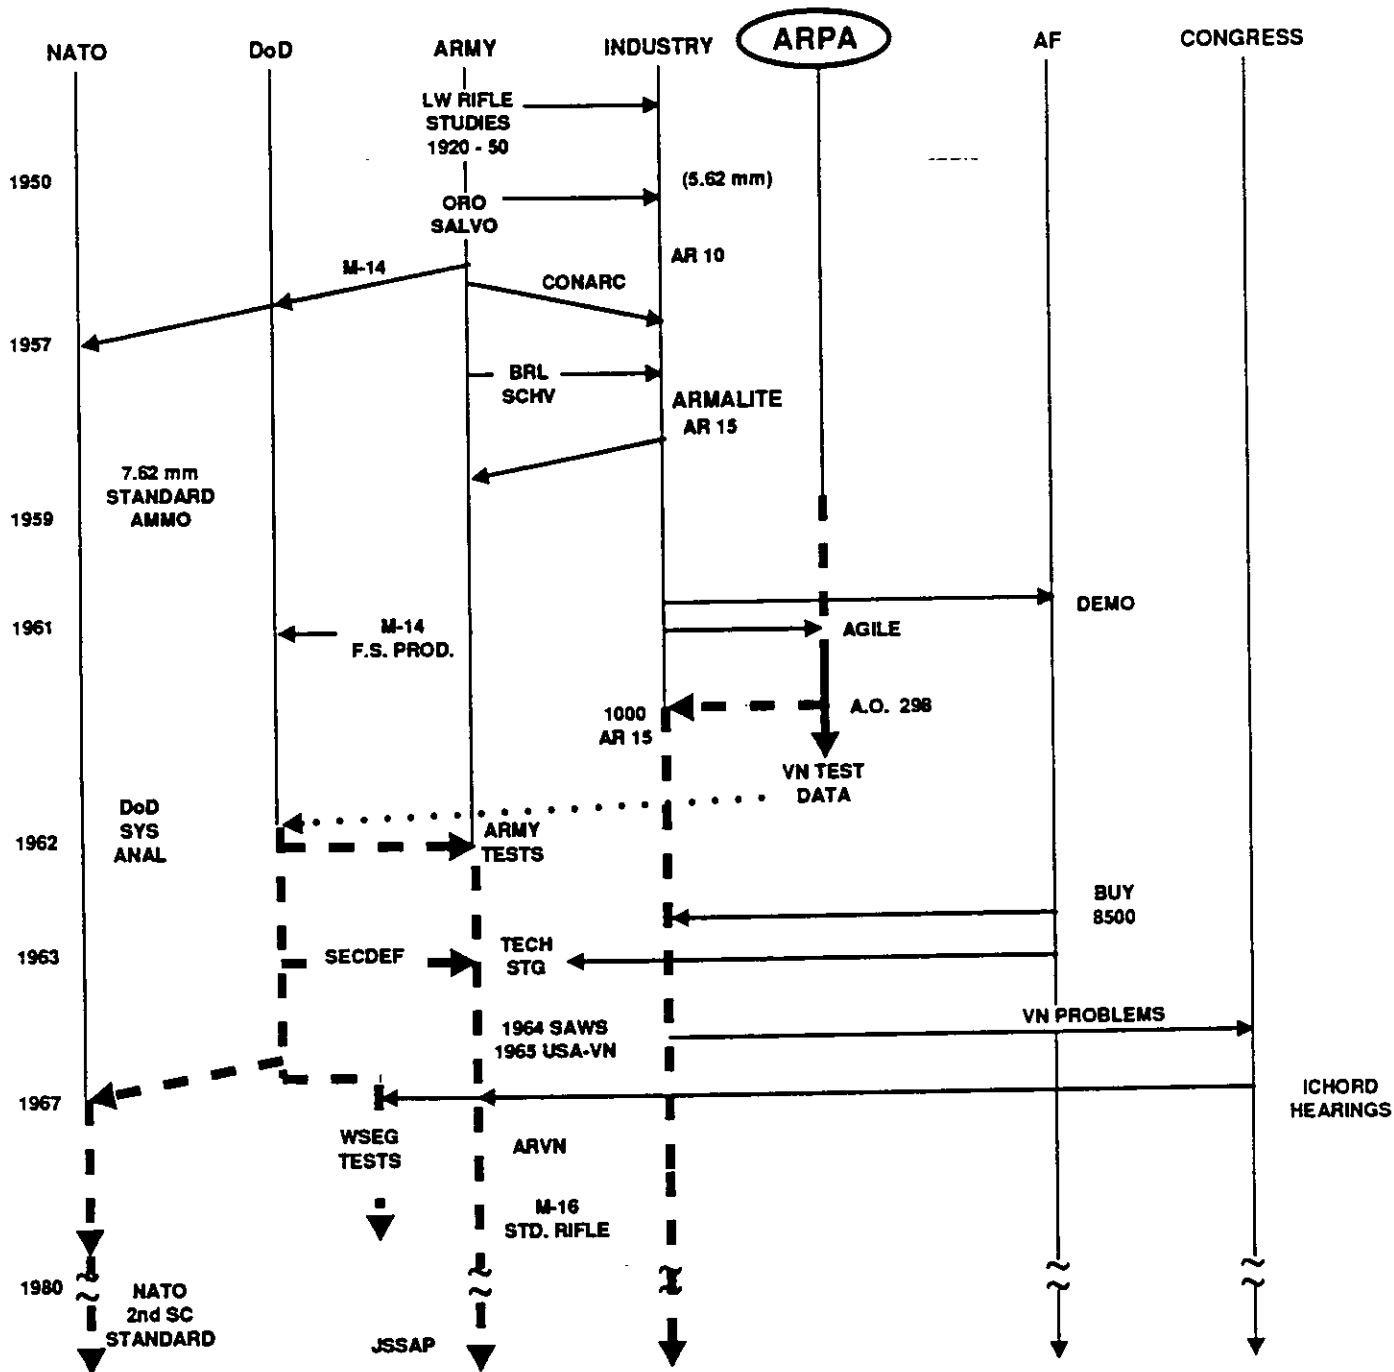 NATO
DoD
ARMY
INDUSTRY
ARPA
AF
CONGRESS
LW RIFLE
STUDIES
1920 - 50
1950
(5.62 mm)
ORO
SALVO
AR 10
M-14
CONARC
1957
BRL
SCHV
ARMALITE
AR 15
7.62 mm
STANDARD
AMMO
1959
DEMO
1961
M-14
F.S. PROD.
AGILE
1000
AR 15
A.O. 298
VN TEST
DATA
DoD
SYS
ANAL
1962
ARMY
TESTS
BUY
8500
1963
SECDEF
TECH
STG
1964 SAWS
1965 USA-VN
VN PROBLEMS
1967
ICHORD
HEARINGS
WSEG
TESTS
ARVN
M-16
STD. RIFLE
1980
NATO
2nd SC
STANDARD
JSSAP